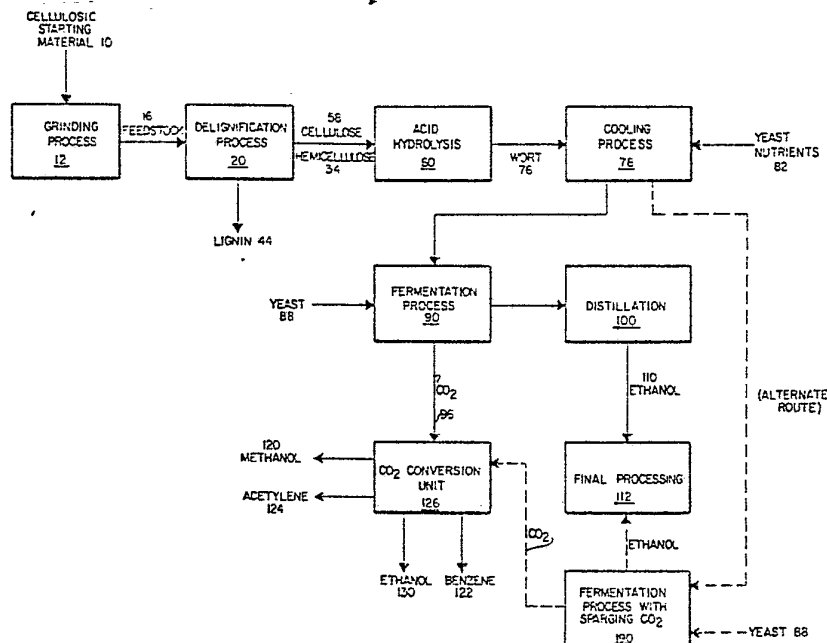 CELLULOSIC
STARTING
MATERIAL 10
GRINDING
PROCESS
12
16
FEEDSTOCK
DELIGNIFICATION
PROCESS
20
58
CELLULOSE
HEMICELLULOSE
34
ACID
HYDROLYSIS
60
WORT
76
COOLING
PROCESS
78
YEAST
NUTRIENTS
82
LIGNIN 44
YEAST
88
FERMENTATION
PROCESS
90
DISTILLATION
100
(ALTERNATE
ROUTE)
CO2
96
110
ETHANOL
120
METHANOL
ACETYLENE
124
CO2 CONVERSION
UNIT
126
FINAL PROCESSING
112
CO2
ETHANOL
ETHANOL
130
BENZENE
122
FERMENTATION
PROCESS WITH
SPARGING CO2
190
YEAST 88